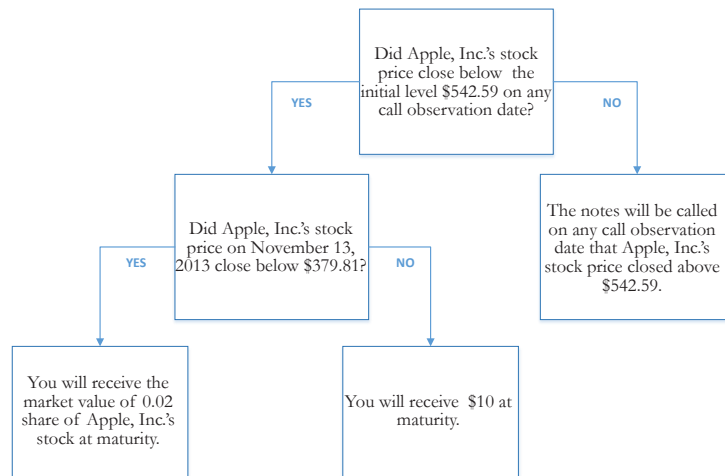 Did Apple, Inc.'s stock
price close below the
initial level $542.59 on any
call observation date?
YES
NO
Did Apple, Inc.'s stock
price on November 13,
2013 close below $379.81?
The notes will be called
on any call observation
date that Apple, Inc.'s
stock price closed above
$542.59.
YES
NO
You will receive the
market value of 0.02
share of Apple, Inc.'s
stock at maturity.
You will receive $10 at
maturity.